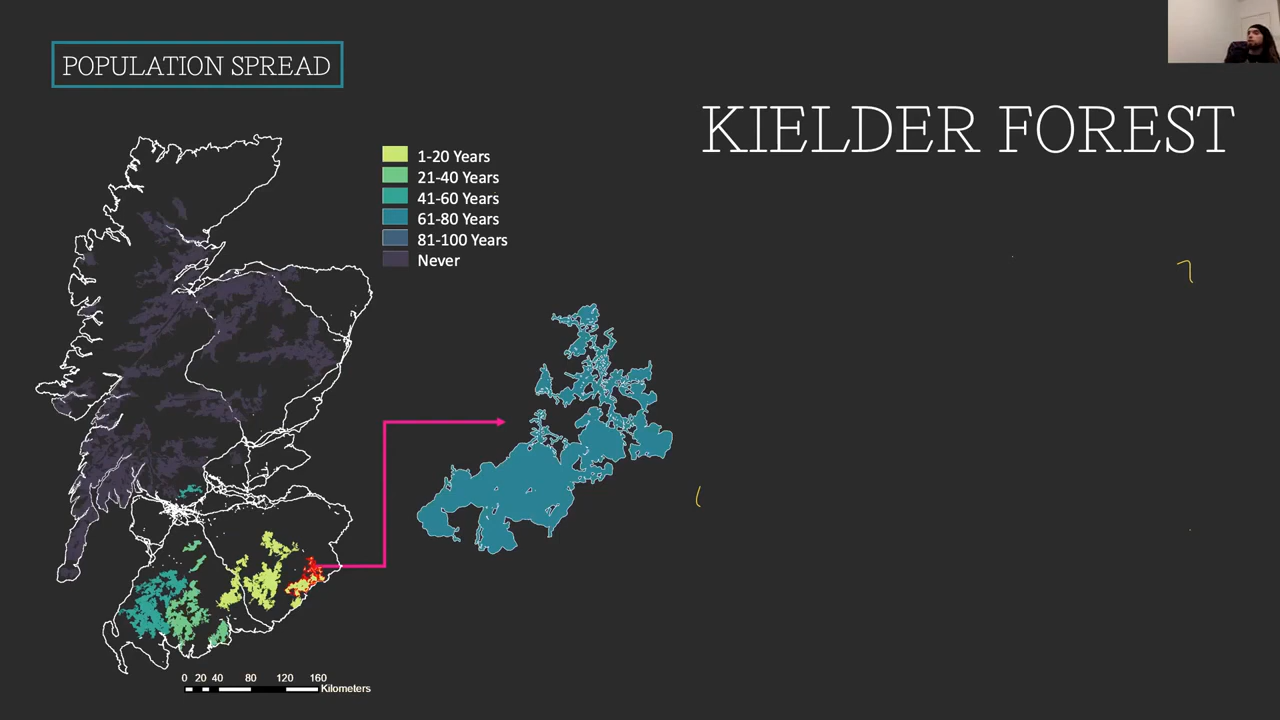 POPULATION SPREAD
KIELDER FOREST
1-20 Years
21-40 Years
41-60 Years
61-80 Years
81-100 Years
Never
0 20 40 80 120 160
Kilometers